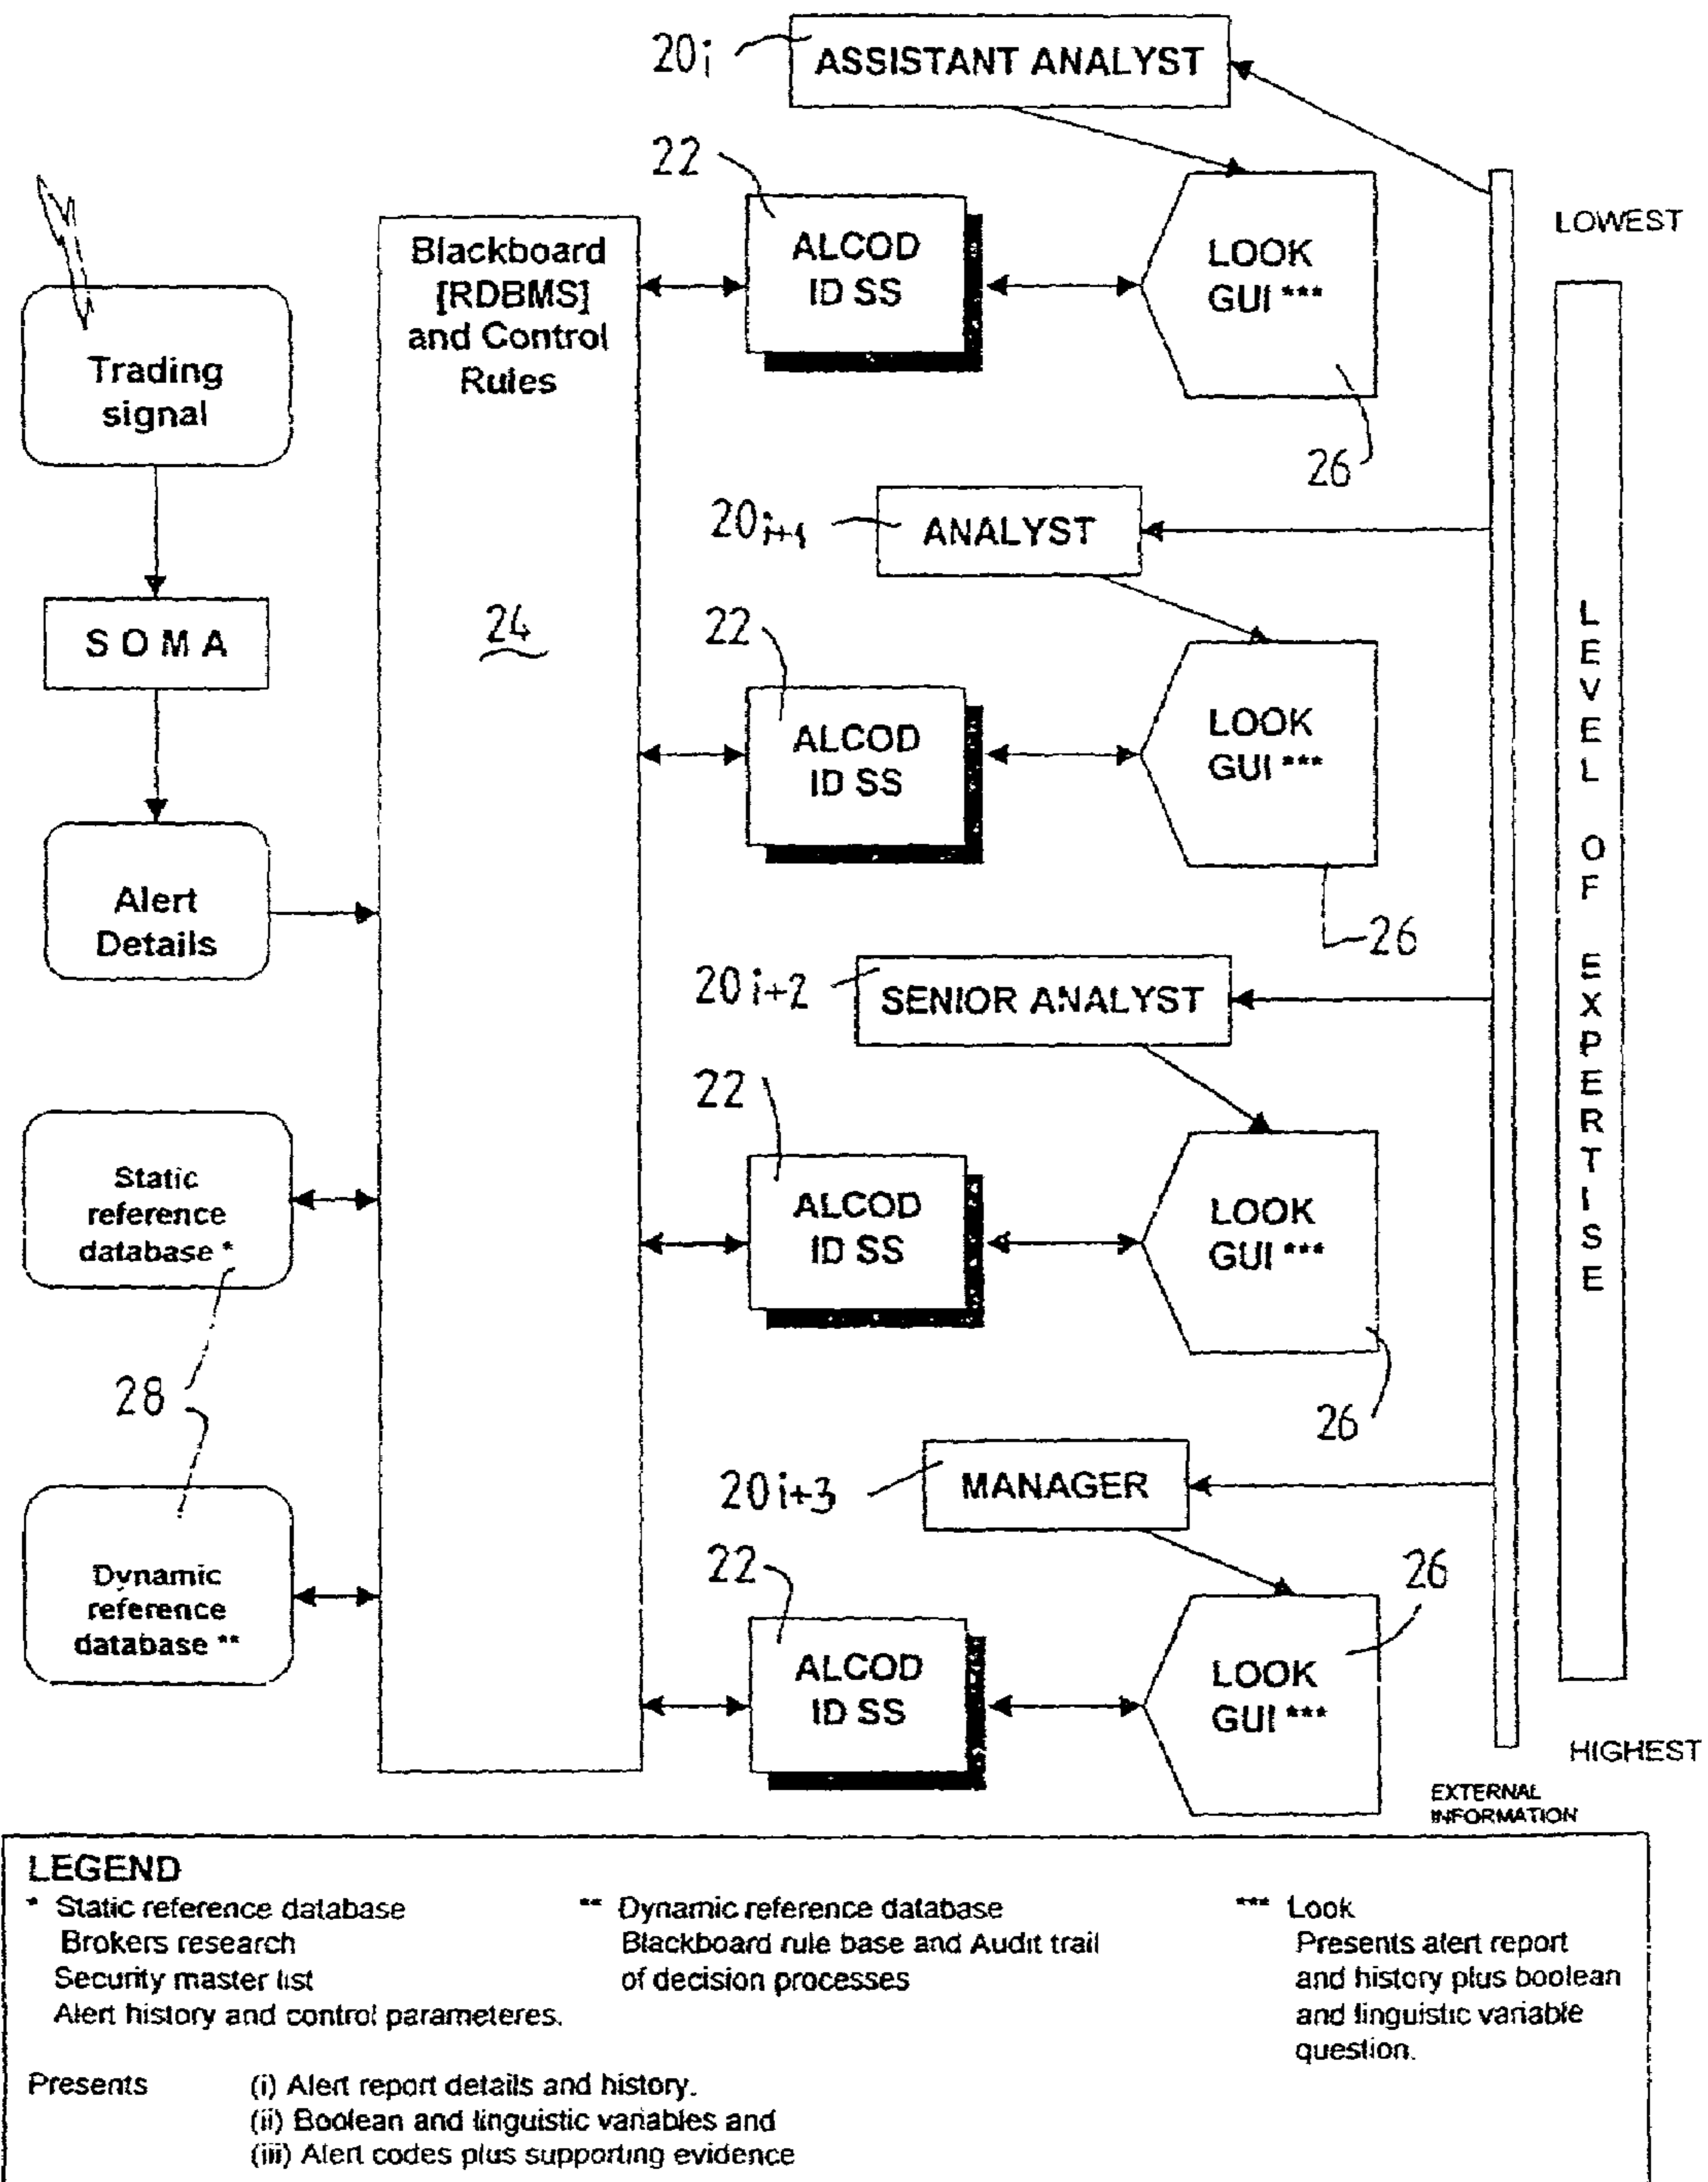 20i
ASSISTANT ANALYST
22
LOWEST
Blackboard
[RDBMS]
and Control
Rules
ALCOD
ID SS
LOOK
GUI ***
Trading
signal
26
20i+1
ANALYST
SOMA
24
22
ALCOD
ID SS
LOOK
GUI ***
LEVEL OF EXPERTISE
Alert
Details
26
20i+2
SENIOR ANALYST
22
Static
reference
database *
ALCOD
ID SS
LOOK
GUI ***
28
26
20i+3
MANAGER
22
26
Dynamic
reference
database **
ALCOD
ID SS
LOOK
GUI ***
HIGHEST
EXTERNAL
INFORMATION
LEGEND
* Static reference database
Brokers research
Security master list
Alert history and control parameteres.
** Dynamic reference database
Blackboard rule base and Audit trail
of decision processes
*** Look
Presents alert report
and history plus boolean
and linguistic variable
question.
Presents
(i) Alert report details and history.
(ii) Boolean and linguistic variables and
(iii) Alert codes plus supporting evidence